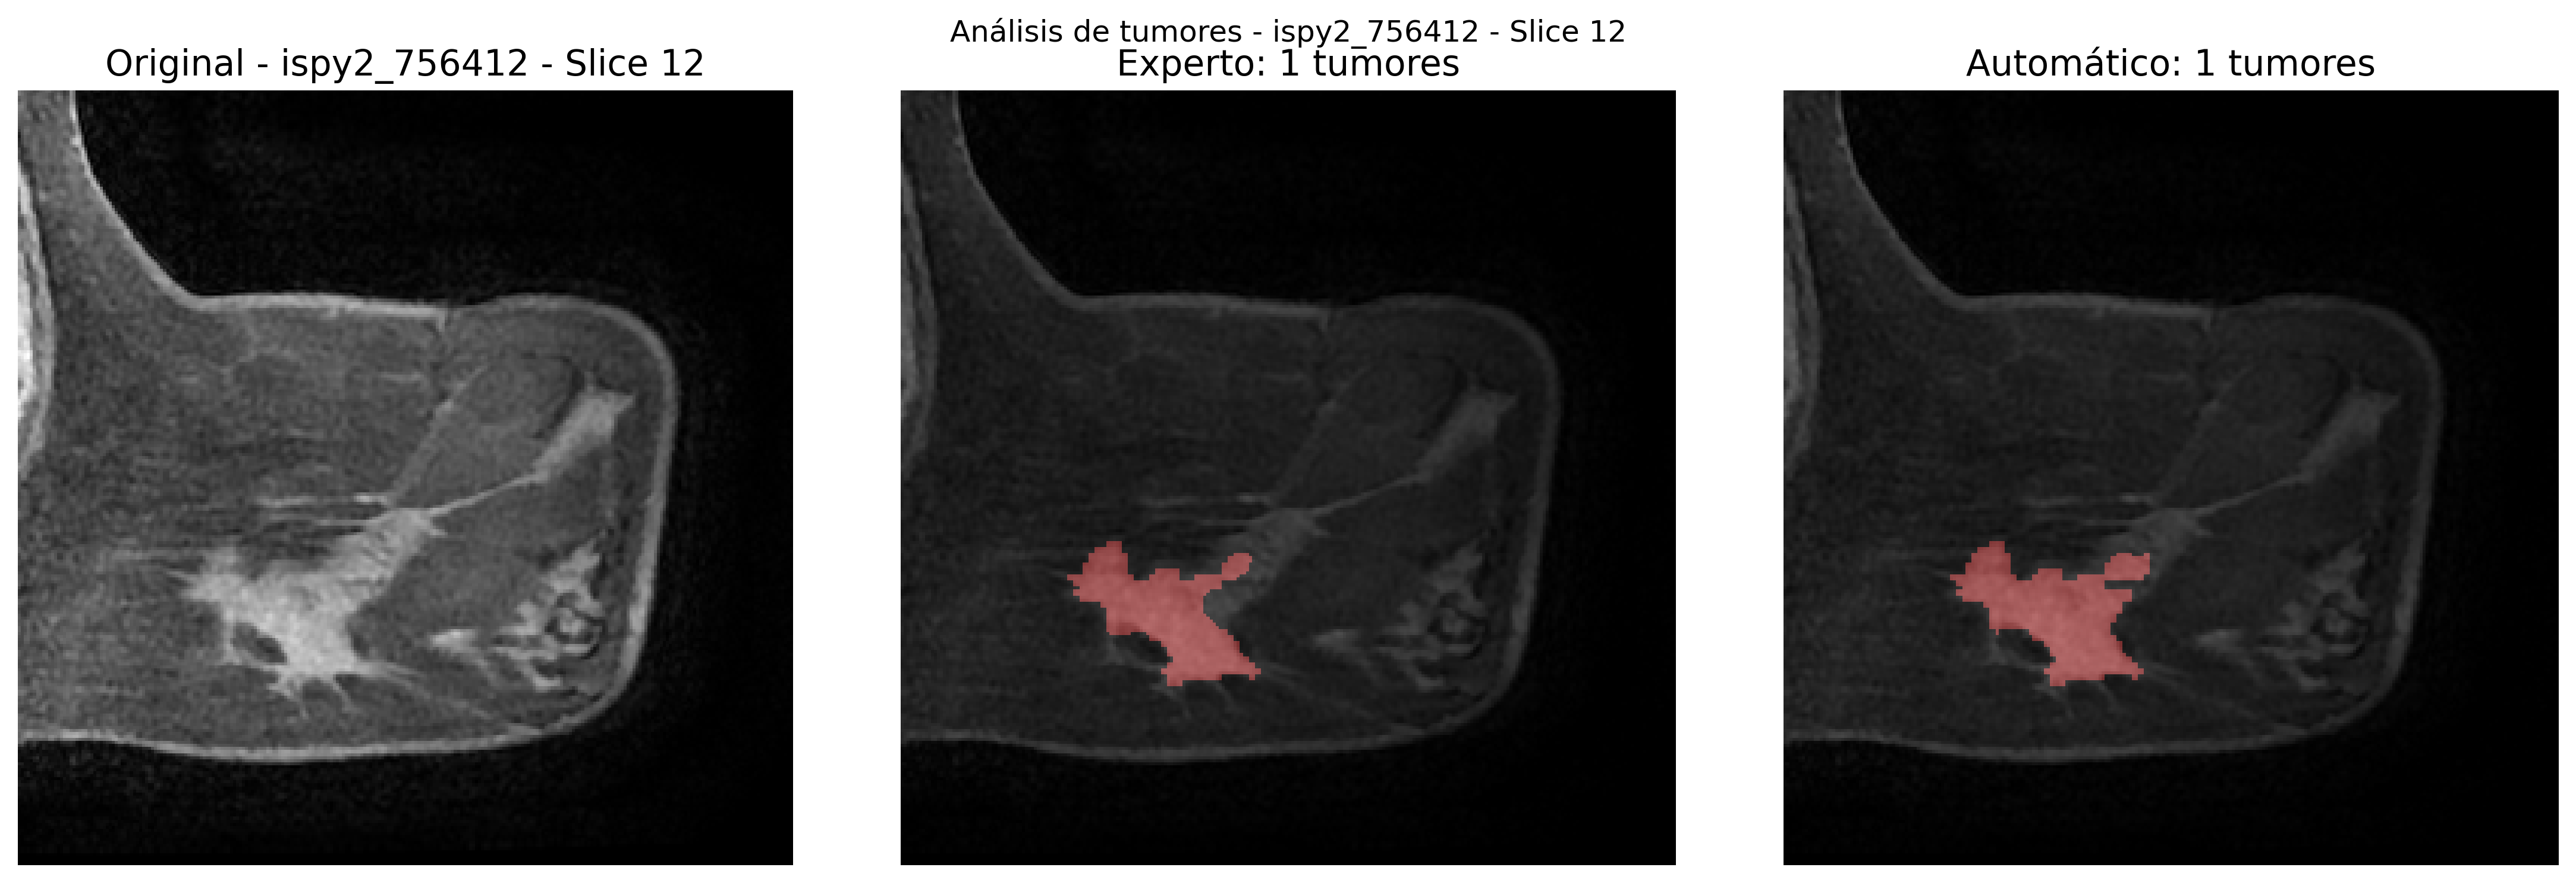 Análisis de tumores - ispy2_756412 - Slice 12
Original - ispy2_756412 - Slice 12
Experto: 1 tumores
Automático: 1 tumores